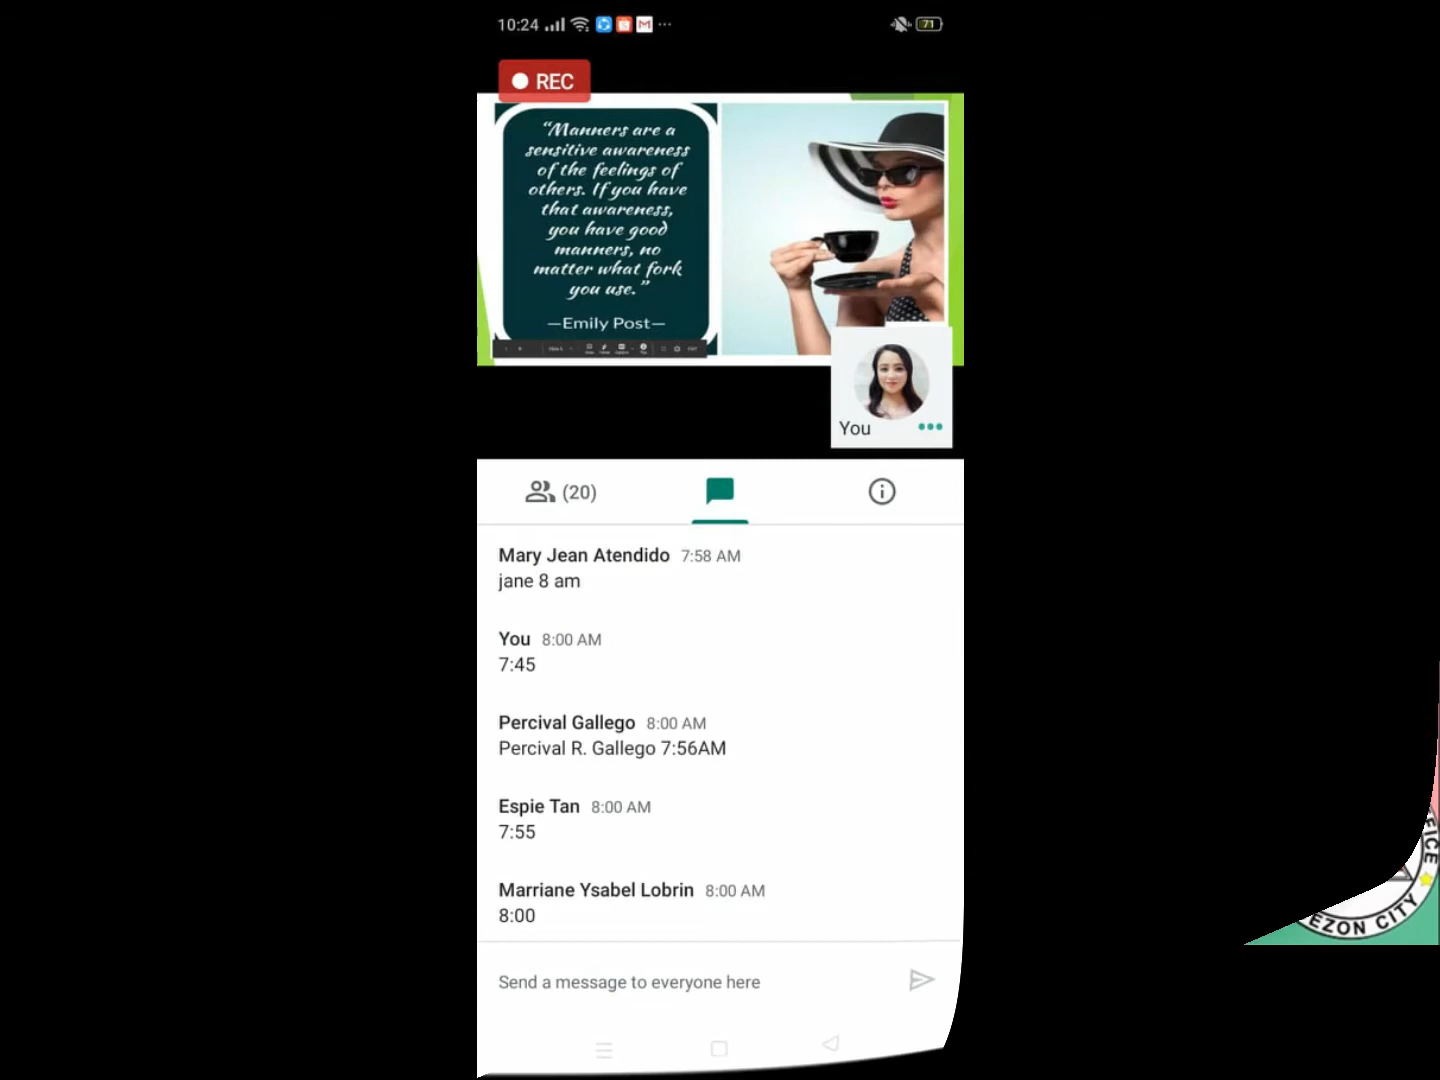 10:24
71
REC
“Manners are a
sensitive awareness
of the feelings of
others. If you have
that awareness,
you have good
manners, no
matter what fork
you use.”
—Emily Post—
You
(20)
Mary Jean Atendido 7:58 AM
jane 8 am
You 8:00 AM
7:45
Percival Gallego 8:00 AM
Percival R. Gallego 7:56AM
Espie Tan 8:00 AM
7:55
Marriane Ysabel Lobrin 8:00 AM
8:00
Send a message to everyone here
EZON CITY
FICE